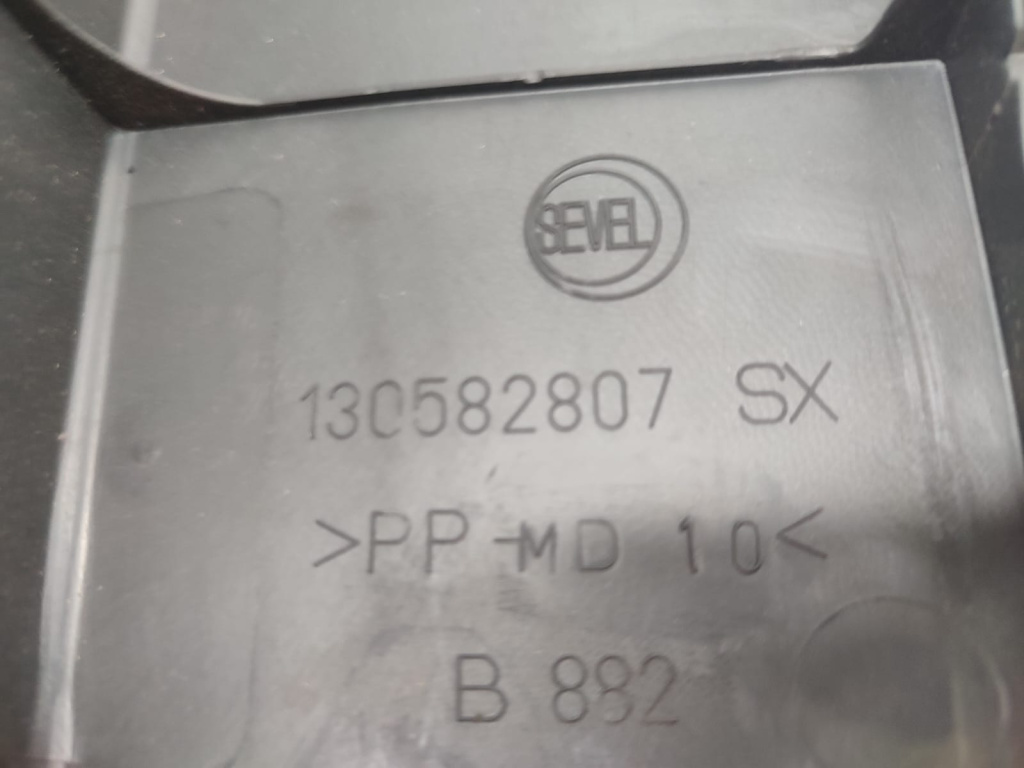 SEVEL
130582807 SX
>PP-MD 10<
B 882